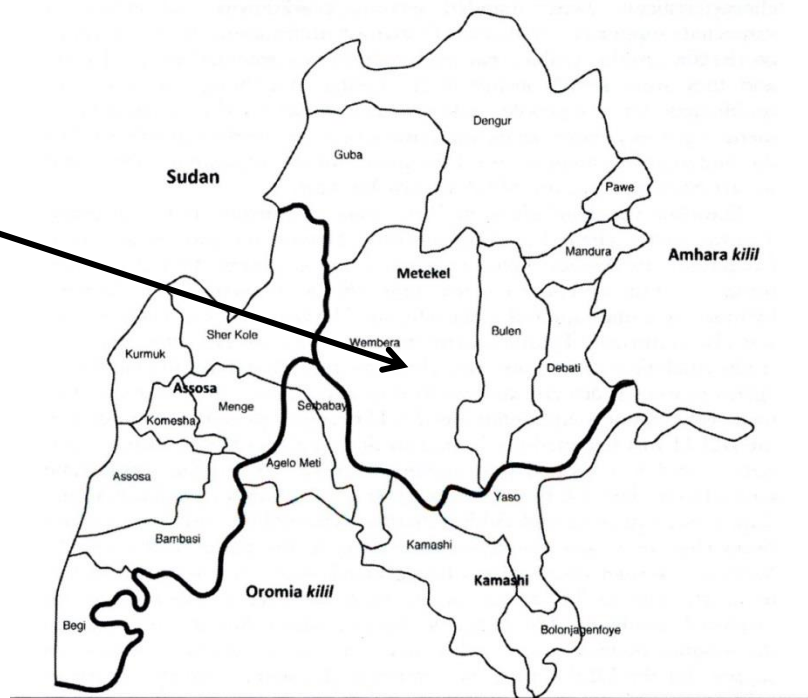 Dengur
Guba
Sudan
Pawe
Mandura
Amhara kilil
Metekel
Sher Kole
Wembera
Bulen
Kurmuk
Debati
Assosa
Menge
Serbabay
Komesha
Agelo Meti
Assosa
Yaso
Bambasi
Kamashi
Kamashi
Oromia kilil
Begi
Bolonjagenfoye